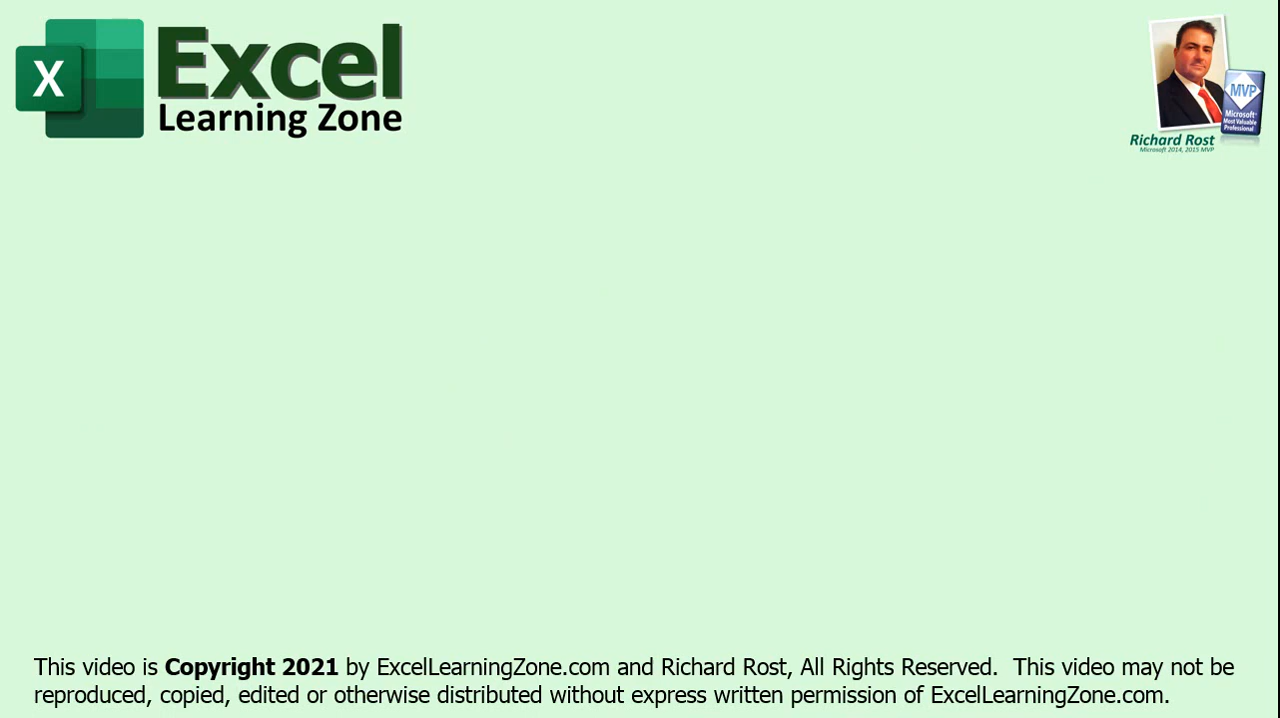 X
Excel
Learning Zone
MVP
Microsoft®
Most Valuable
Professional
Richard Rost
Microsoft 2014, 2015 MVP
This video is Copyright 2021 by ExcelLearningZone.com and Richard Rost, All Rights Reserved. This video may not be
reproduced, copied, edited or otherwise distributed without express written permission of ExcelLearningZone.com.